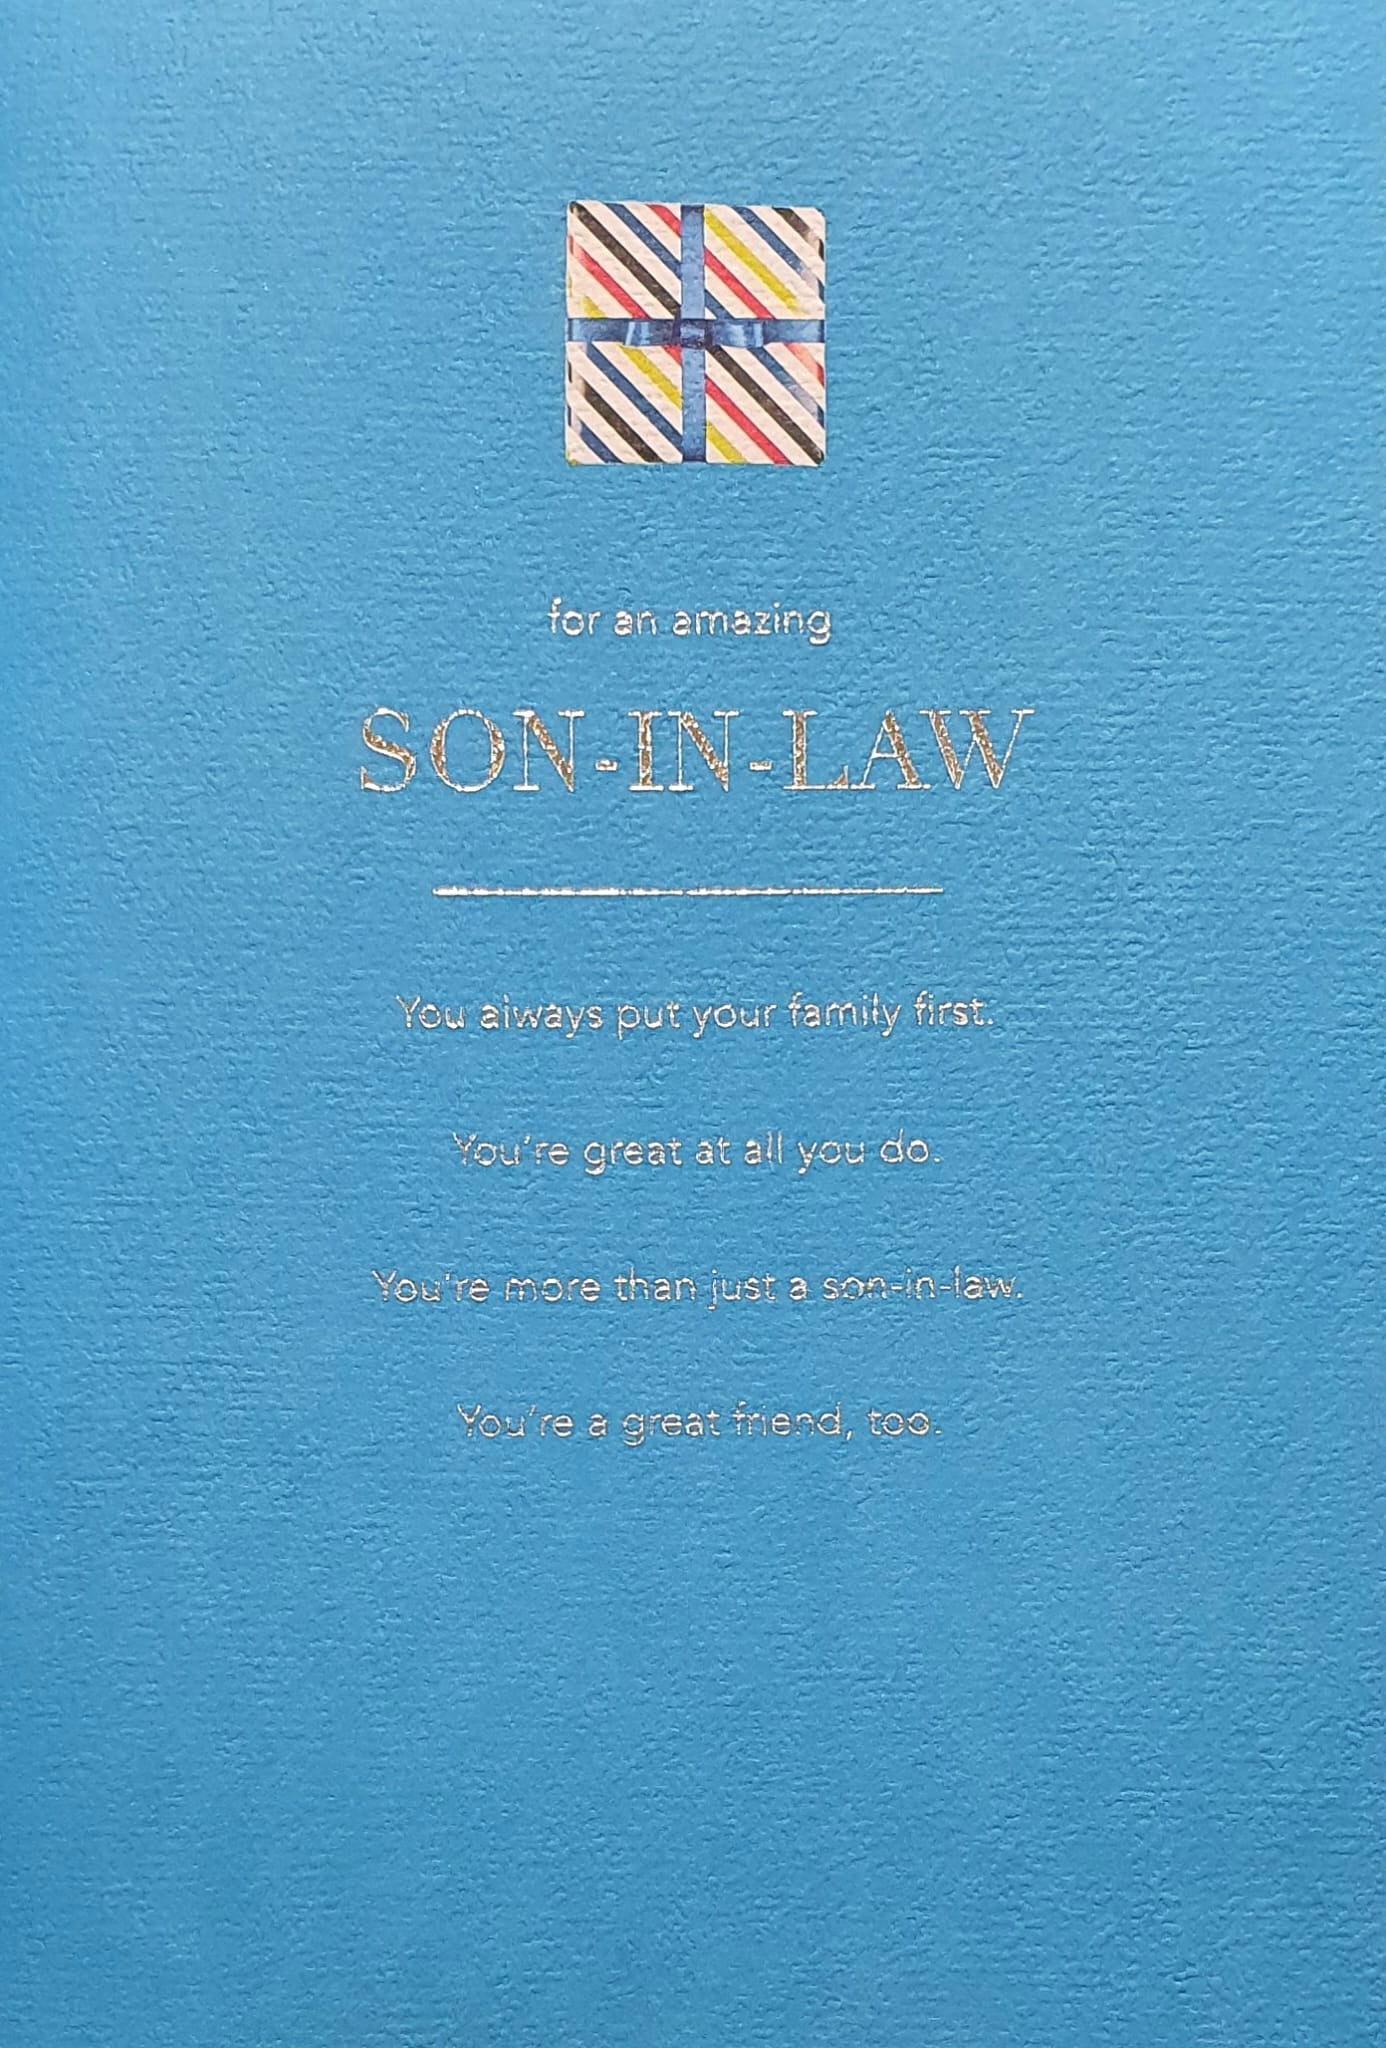 for an amazing
SON-IN-LAW
You always put your family first.
You're great at all you do.
You're more than just a son-in-law.
You're a great friend, too.